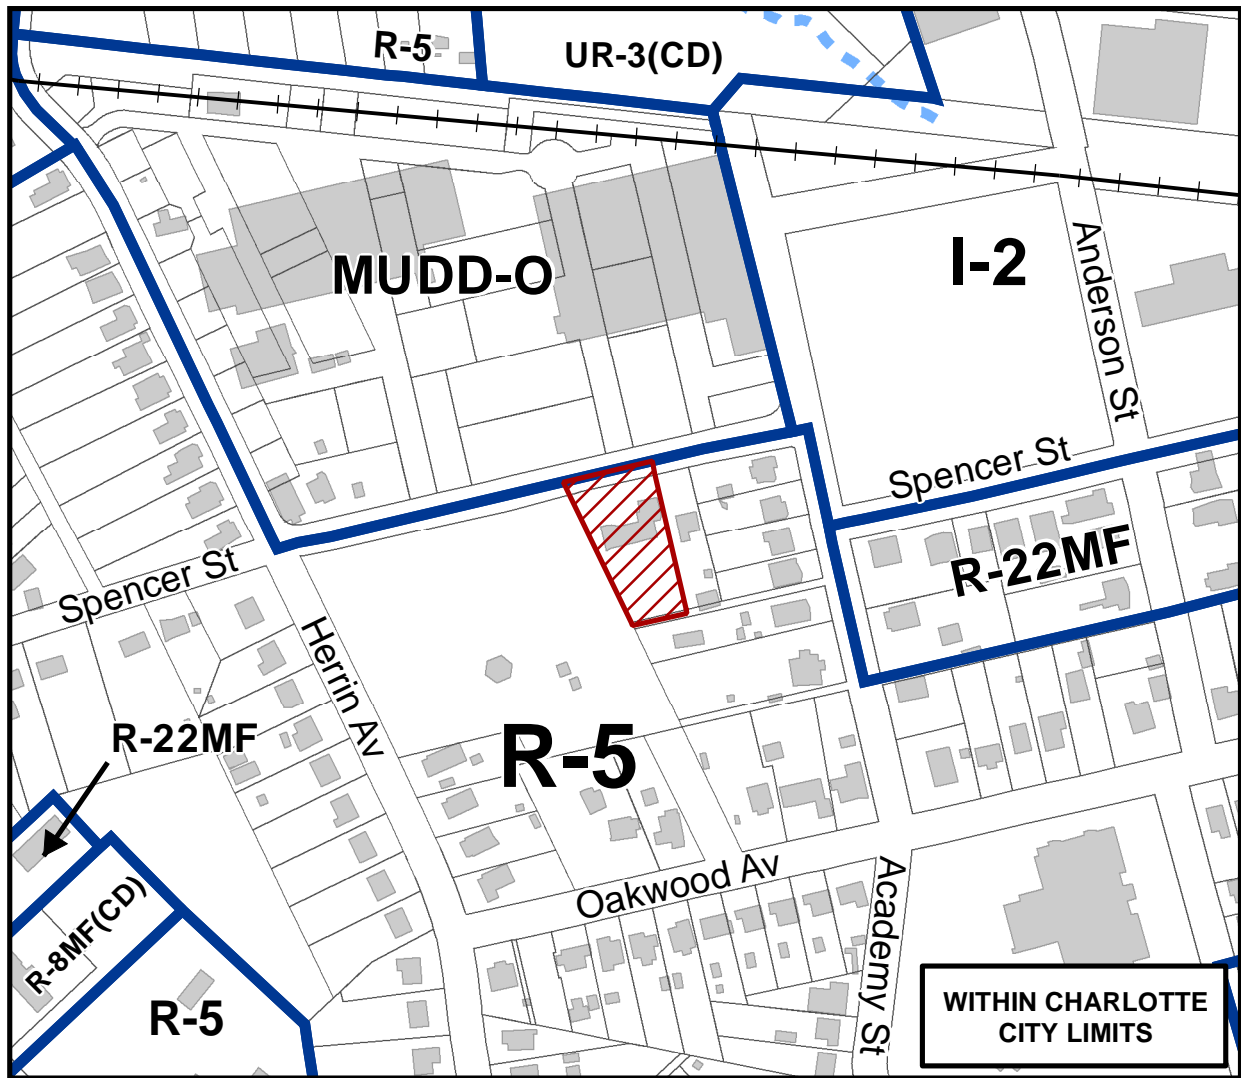 R-5
UR-3(CD)
MUDD-O
I-2
Anderson St
Spencer St
R-22MF
Spencer St
Herrin Av
R-22MF
R-5
Oakwood Av
Academy St
R-8MF(CD)
R-5
WITHIN CHARLOTTE
CITY LIMITS